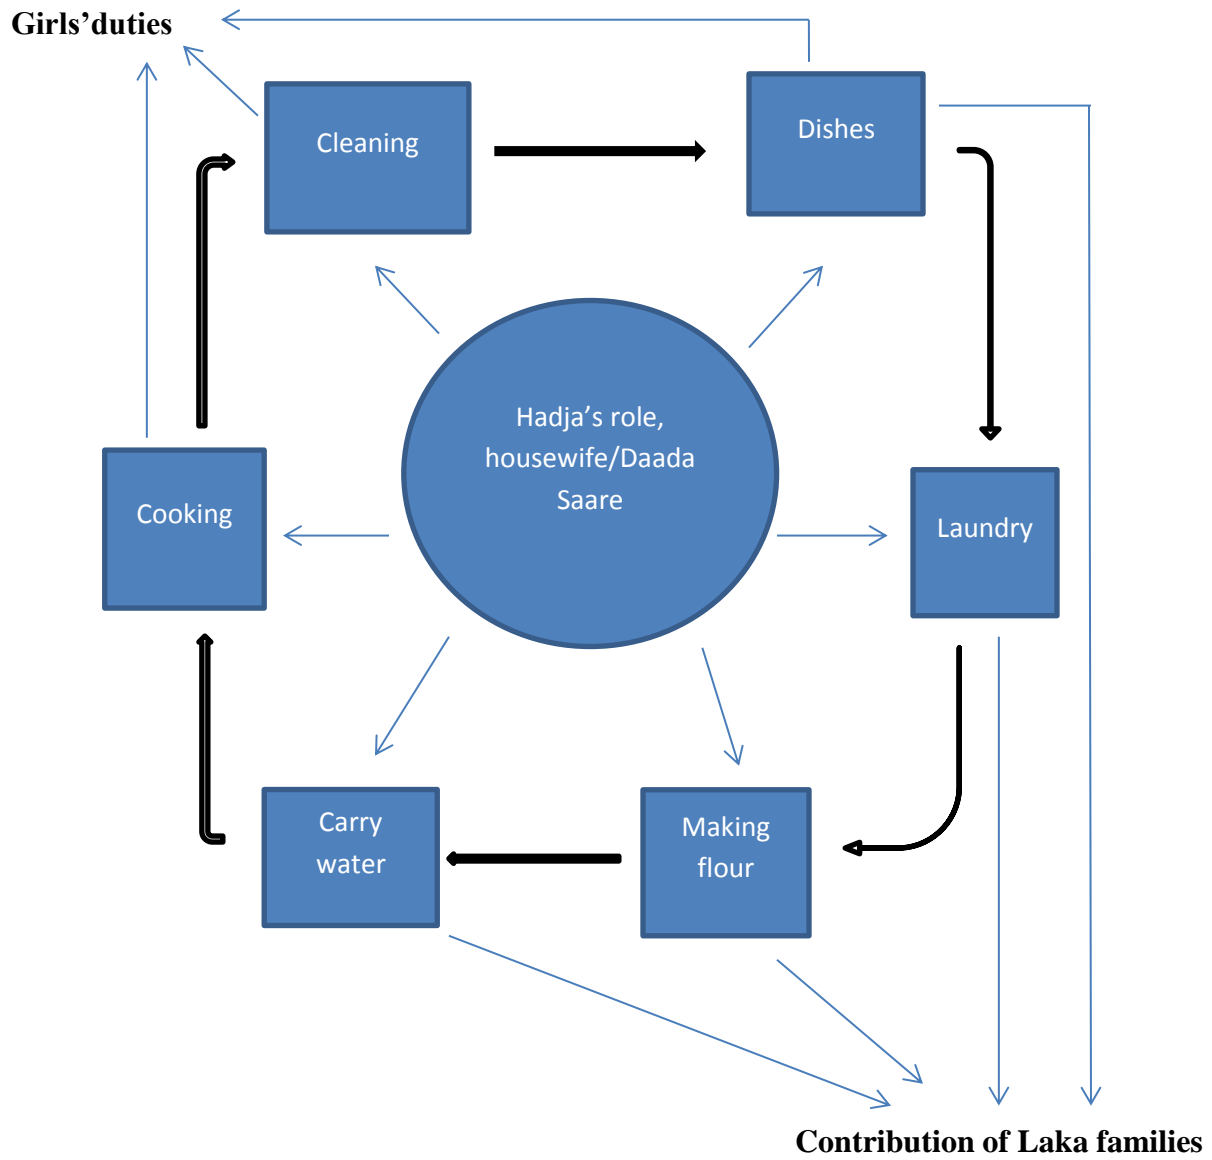 Girls’duties
Cleaning
Dishes
Hadja’s role,
housewife/Daada
Saare
Cooking
Laundry
Carry
water
Making
flour
Contribution of Laka families